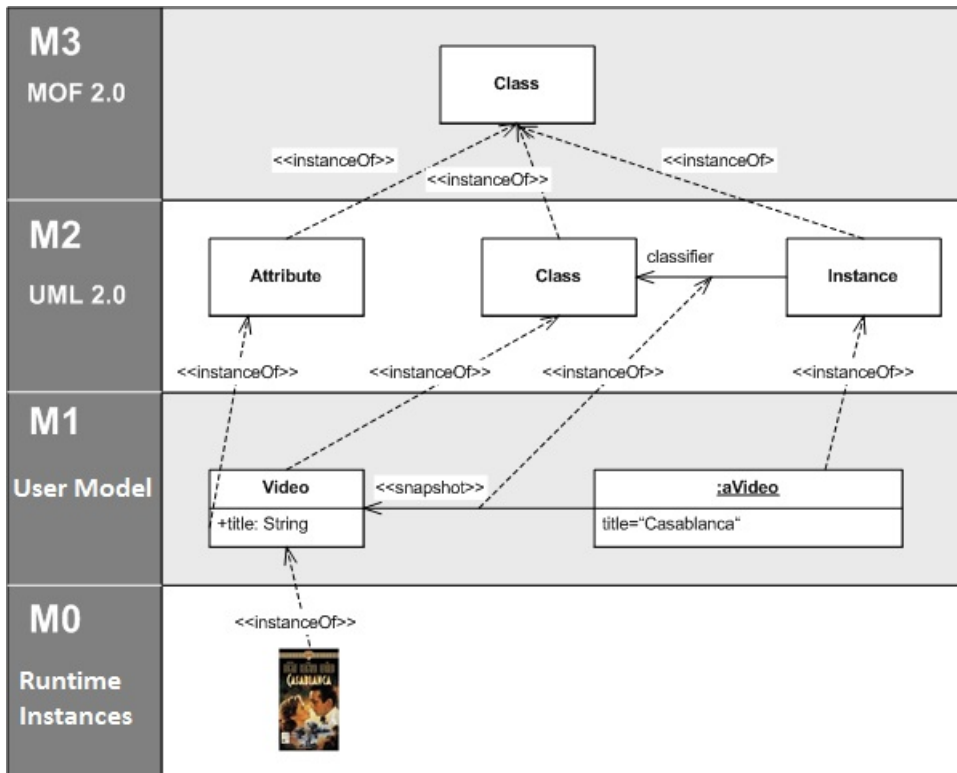 M3
MOF 2.0
Class
<<instanceOf>>
<<instanceOf>>
<<instanceOf>
M2
UML 2.0
Attribute
Class
classifier
Instance
<<instanceOf>>
<<instanceOf>>
<<instanceOf>>
<<instanceOf>>
M1
User Model
Video
+title: String
<<snapshot>>
:aVideo
title=“Casablanca“
M0
Runtime
Instances
<<instanceOf>>
CASABLANCA